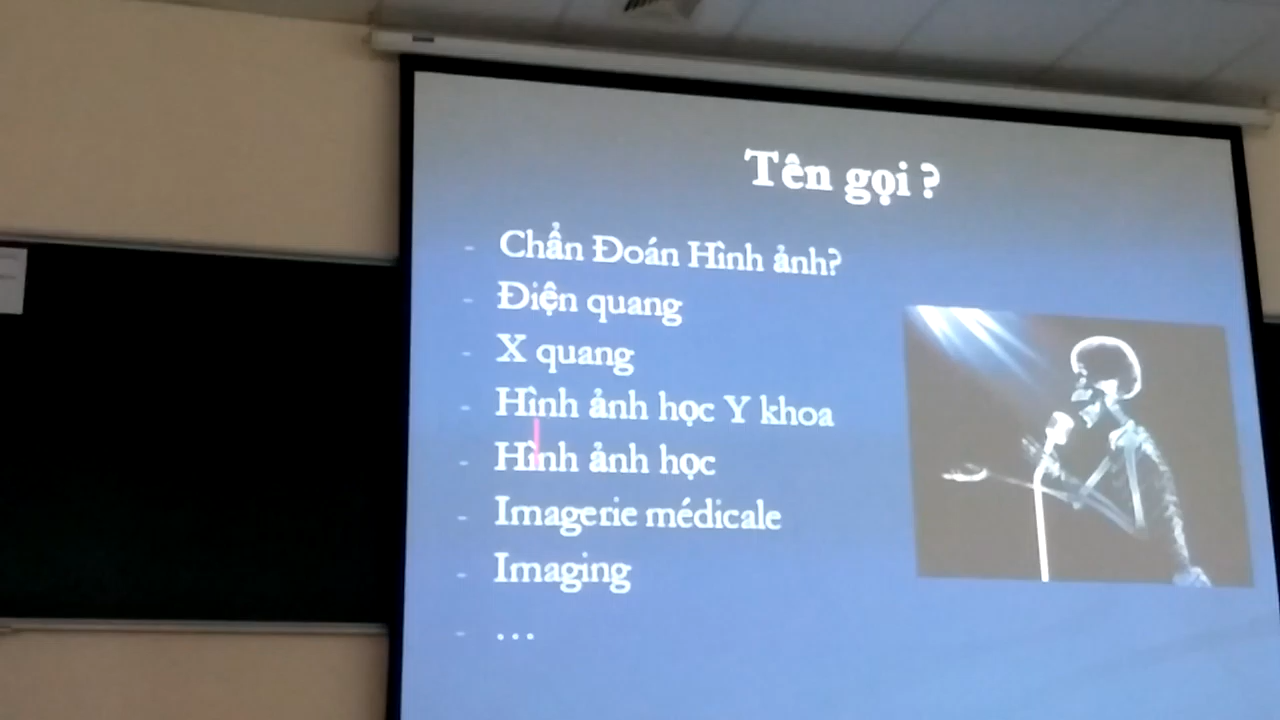 Tên gọi ?
- Chẩn Đoán Hình ảnh?
- Điện quang
- X quang
- Hình ảnh học Y khoa
- Hình ảnh học
- Imagerie médicale
- Imaging
- ...